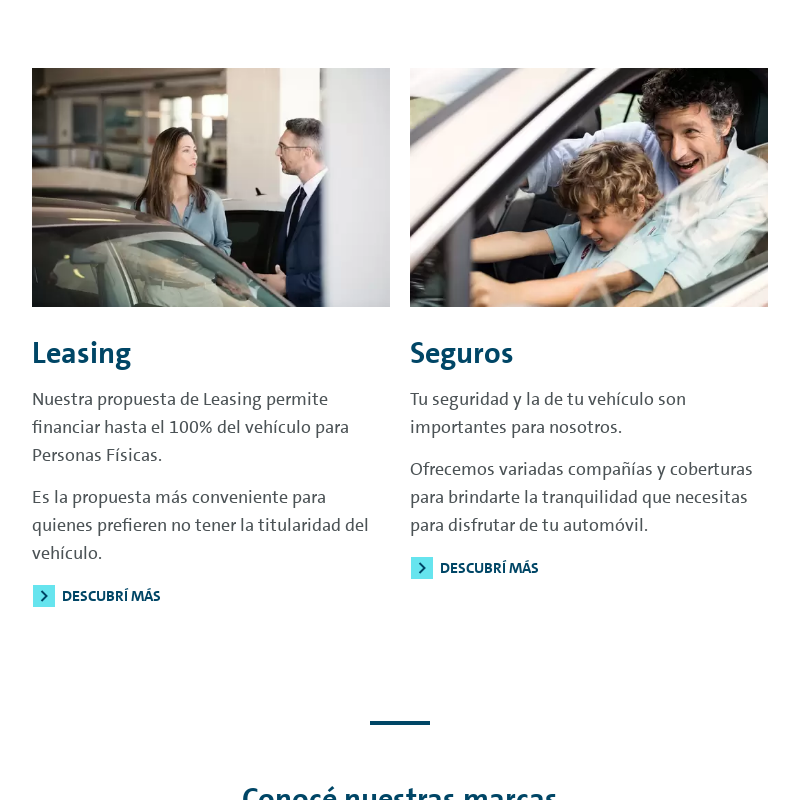 Leasing
Nuestra propuesta de Leasing permite
financiar hasta el 100% del vehículo para
Personas Físicas.
Es la propuesta más conveniente para
quienes prefieren no tener la titularidad del
vehículo.
DESCUBRÍ MÁS
Seguros
Tu seguridad y la de tu vehículo son
importantes para nosotros.
Ofrecemos variadas compañías y coberturas
para brindarte la tranquilidad que necesitas
para disfrutar de tu automóvil.
DESCUBRÍ MÁS
Conocé nuestras marcas